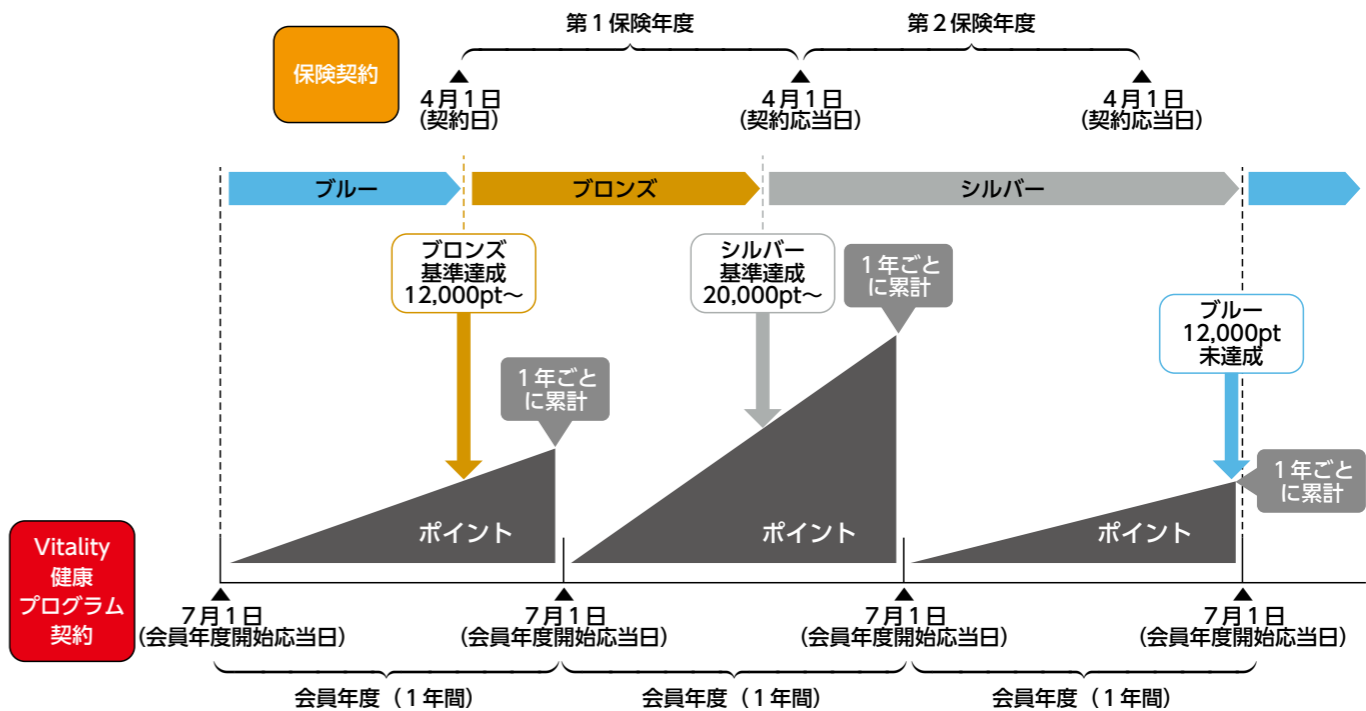 保険契約
第1保険年度
第2保険年度
4月1日
(契約日)
4月1日
(契約応当日)
4月1日
(契約応当日)
ブルー
ブロンズ
シルバー
ブロンズ
基準達成
12,000pt～
シルバー
基準達成
20,000pt～
1年ごと
に累計
ブルー
12,000pt
未達成
1年ごと
に累計
1年ごと
に累計
ポイント
ポイント
ポイント
Vitality
健康
プログラム
契約
7月1日
(会員年度開始応当日)
7月1日
(会員年度開始応当日)
7月1日
(会員年度開始応当日)
7月1日
(会員年度開始応当日)
会員年度（1年間）
会員年度（1年間）
会員年度（1年間）